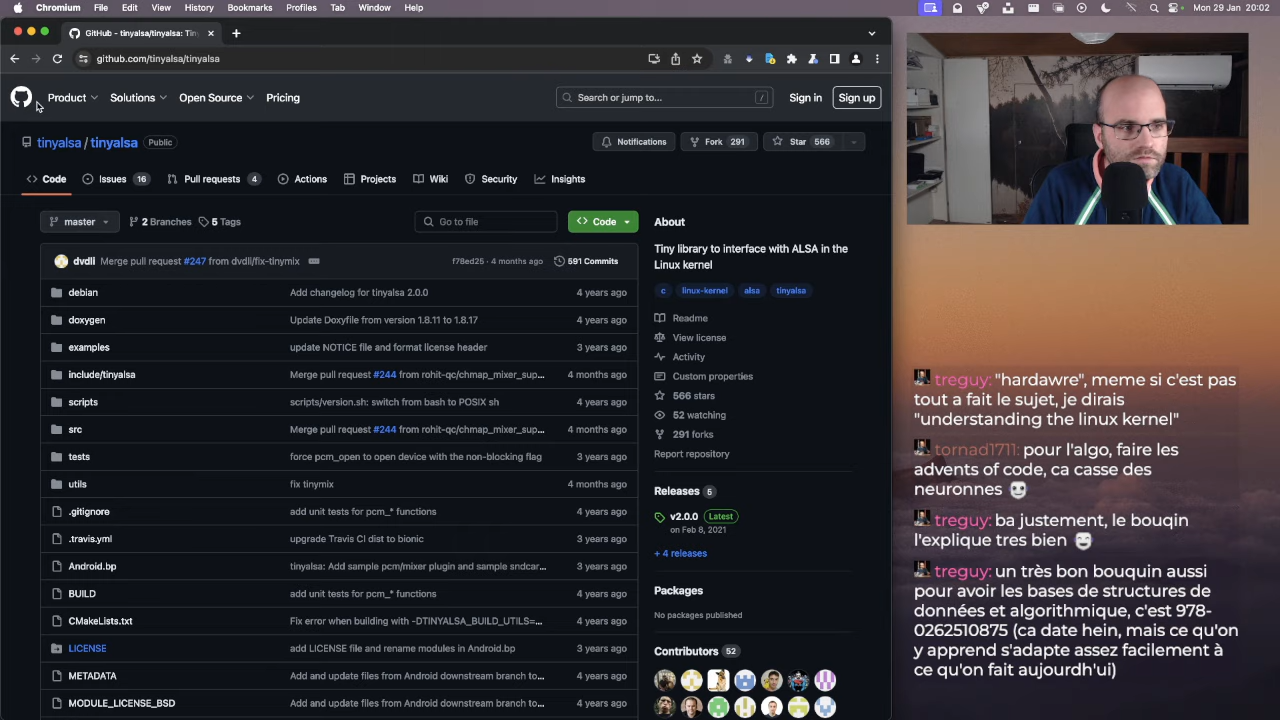 Chromium File Edit View History Bookmarks Profiles Tab Window Help Mon 29 Jan 20:02
GitHub - tinyalsa/tinyalsa: Tin
github.com/tinyalsa/tinyalsa
Product Solutions Open Source Pricing Search or jump to... / Sign in Sign up
tinyalsa / tinyalsa Public Notifications Fork 291 Star 566
Code Issues 16 Pull requests 4 Actions Projects Wiki Security Insights
master 2 Branches 5 Tags Go to file Code
dvdli Merge pull request #247 from dvdli/fix-tinymix f78ed25 · 4 months ago 591 Commits
debian Add changelog for tinyalsa 2.0.0 4 years ago
doxygen Update Doxyfile from version 1.8.11 to 1.8.17 4 years ago
examples update NOTICE file and format license header 3 years ago
include/tinyalsa Merge pull request #244 from rohit-qc/chmap_mixer_sup... 4 months ago
scripts scripts/version.sh: switch from bash to POSIX sh 4 years ago
src Merge pull request #244 from rohit-qc/chmap_mixer_sup... 4 months ago
tests force pcm_open to open device with the non-blocking flag 3 years ago
utils fix tinymix 4 months ago
.gitignore add unit tests for pcm_* functions 4 years ago
.travis.yml upgrade Travis CI dist to bionic 3 years ago
Android.bp tinyalsa: Add sample pcm/mixer plugin and sample sndcar... 3 years ago
BUILD add unit tests for pcm_* functions 4 years ago
CMakeLists.txt Fix error when building with -DTINYALSA_BUILD_UTILS=... 3 years ago
LICENSE add LICENSE file and rename modules in Android.bp 3 years ago
METADATA Add and update files from Android downstream branch to... 3 years ago
MODULE_LICENSE_BSD Add and update files from Android downstream branch to... 3 years ago
About
Tiny library to interface with ALSA in the
Linux kernel
c linux-kernel alsa tinyalsa
Readme
View license
Activity
Custom properties
566 stars
52 watching
291 forks
Report repository
Releases 5
v2.0.0 Latest
on Feb 8, 2021
+ 4 releases
Packages
No packages published
Contributors 52
treguy: "hardawre", meme si c'est pas
tout a fait le sujet, je dirais
"understanding the linux kernel"
tornad1711: pour l'algo, faire les
advents of code, ca casse des
neuronnes
treguy: ba justement, le bouqin
l'explique tres bien
treguy: un très bon bouquin aussi
pour avoir les bases de structures de
données et algorithmique, c'est 978-
0262510875 (ca date hein, mais ce qu'on
y apprend s'adapte assez facilement à
ce qu'on fait aujourdh'ui)